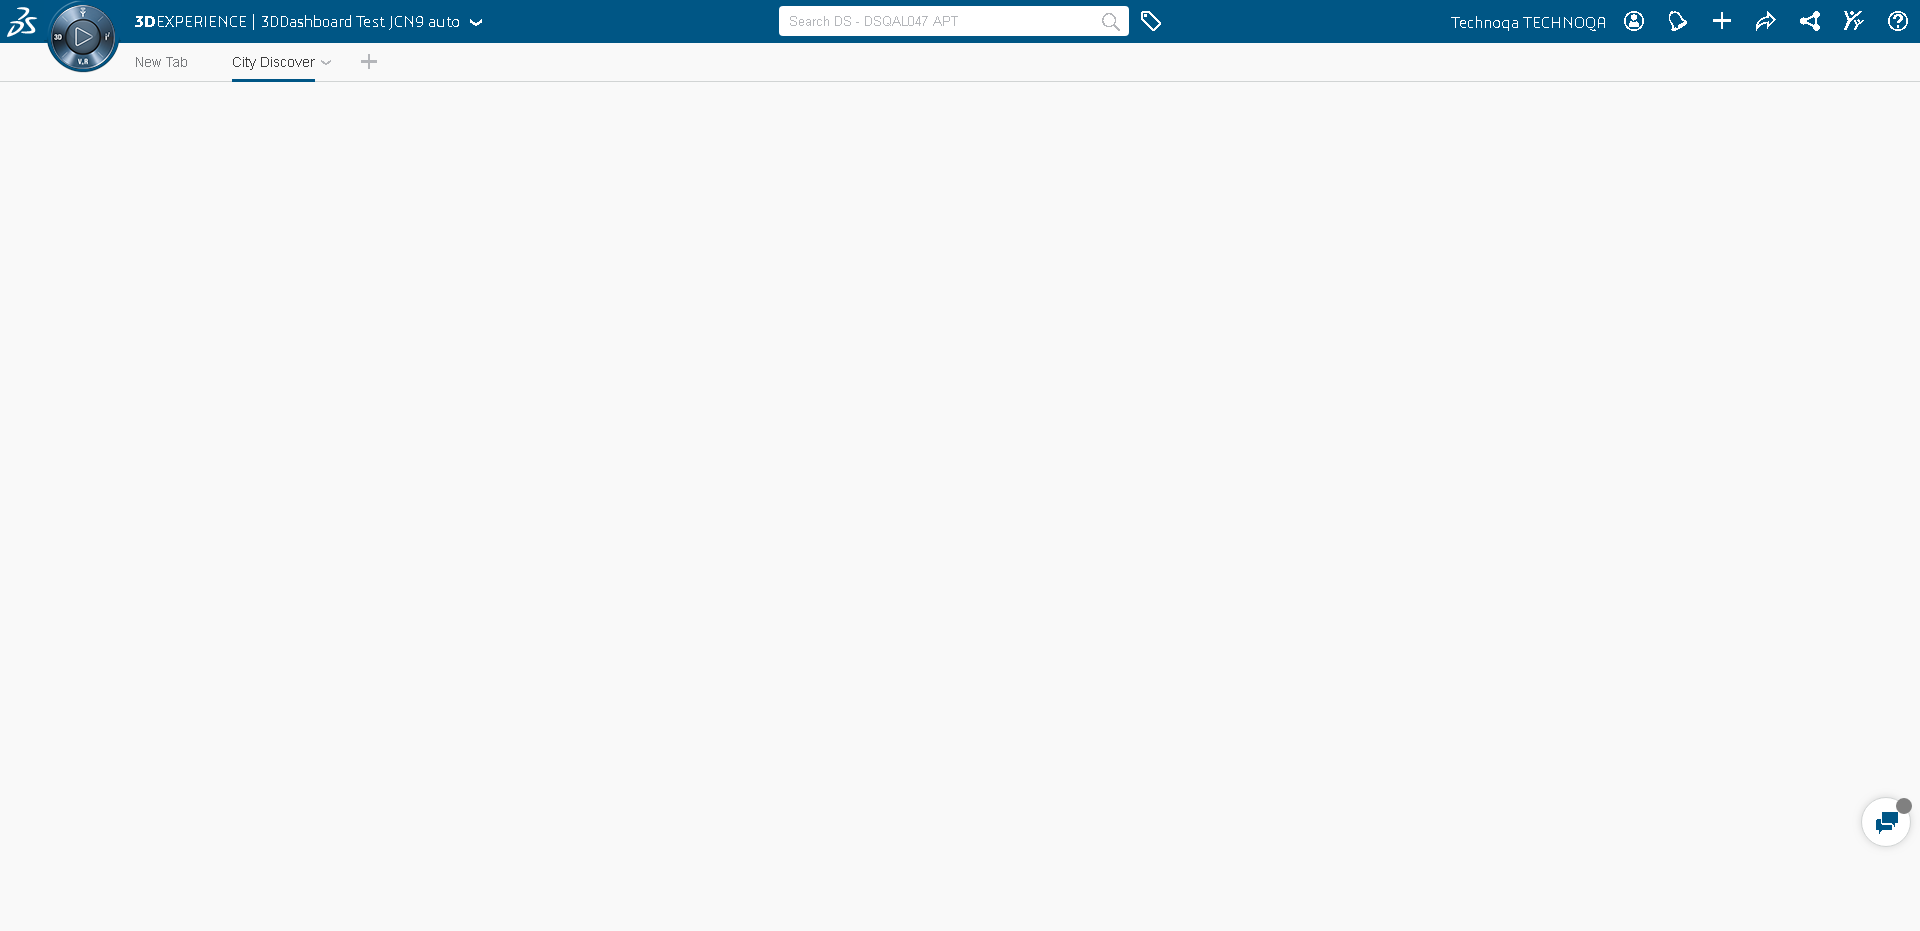 3DEXPERIENCE | 3DDashboard Test JCN9 auto
Search DS - DSQAL047 APT
Technoqa TECHNOQA
3D
V.R
New Tab
City Discover